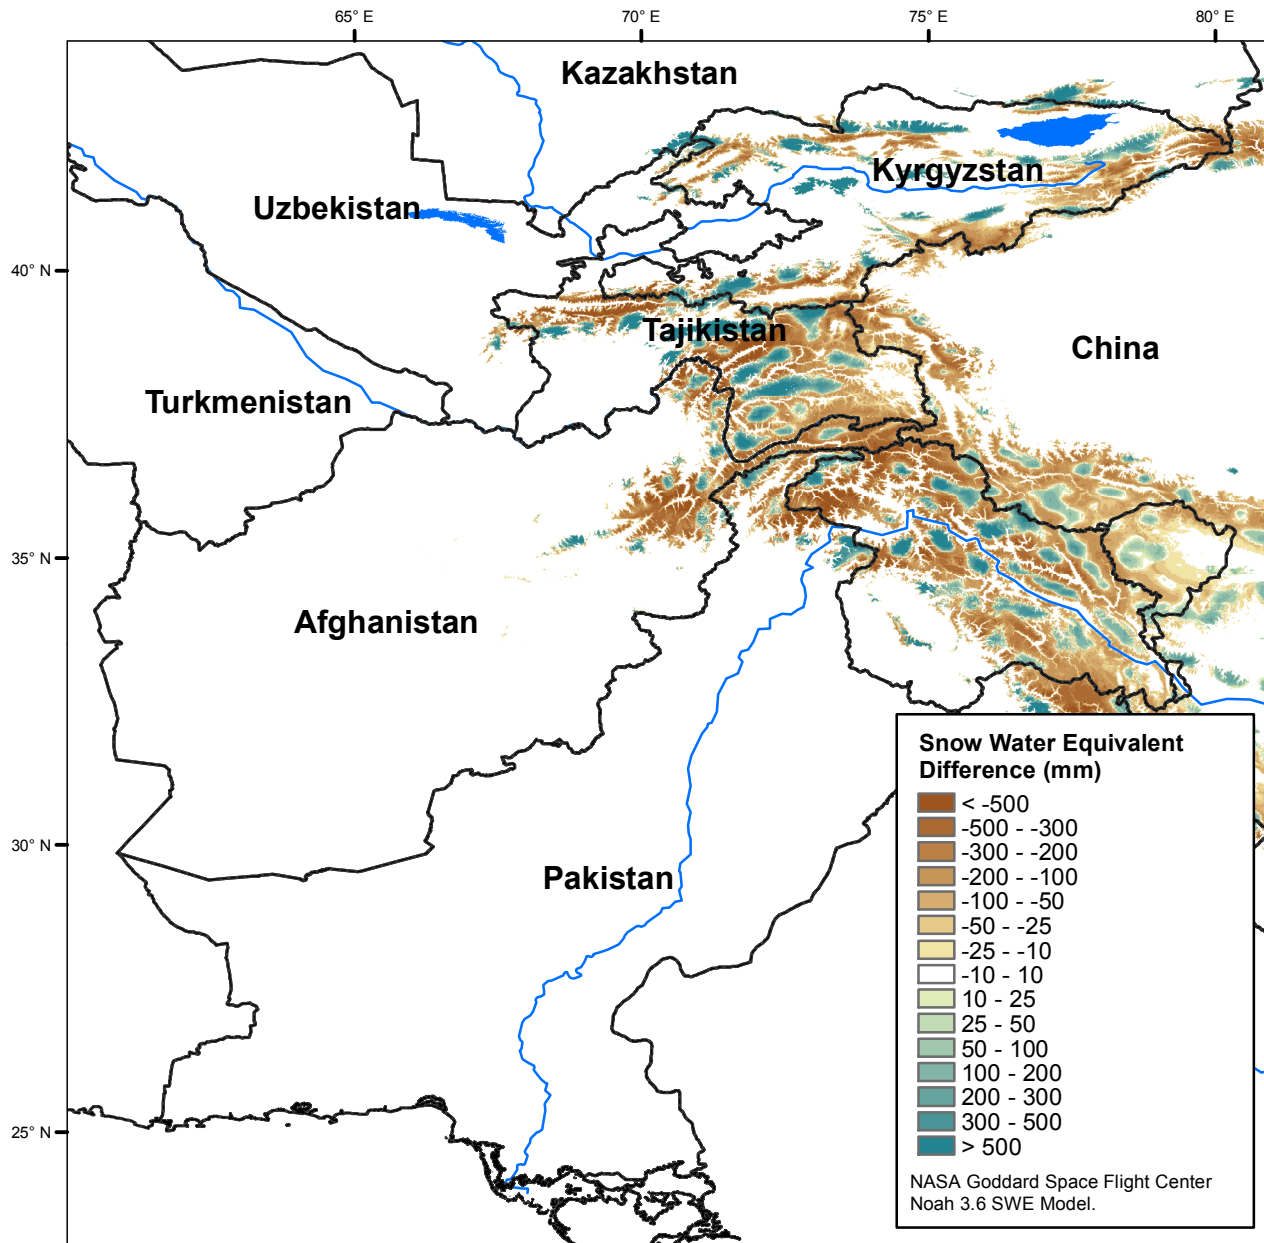 65° E
70° E
75° E
80° E
Kazakhstan
Kyrgyzstan
Uzbekistan
40° N
Tajikistan
China
Turkmenistan
35° N
Afghanistan
Snow Water Equivalent
Difference (mm)
< -500
-500 - -300
-300 - -200
-200 - -100
-100 - -50
-50 - -25
-25 - -10
-10 - 10
10 - 25
25 - 50
50 - 100
100 - 200
200 - 300
300 - 500
> 500
NASA Goddard Space Flight Center
Noah 3.6 SWE Model.
30° N
Pakistan
25° N